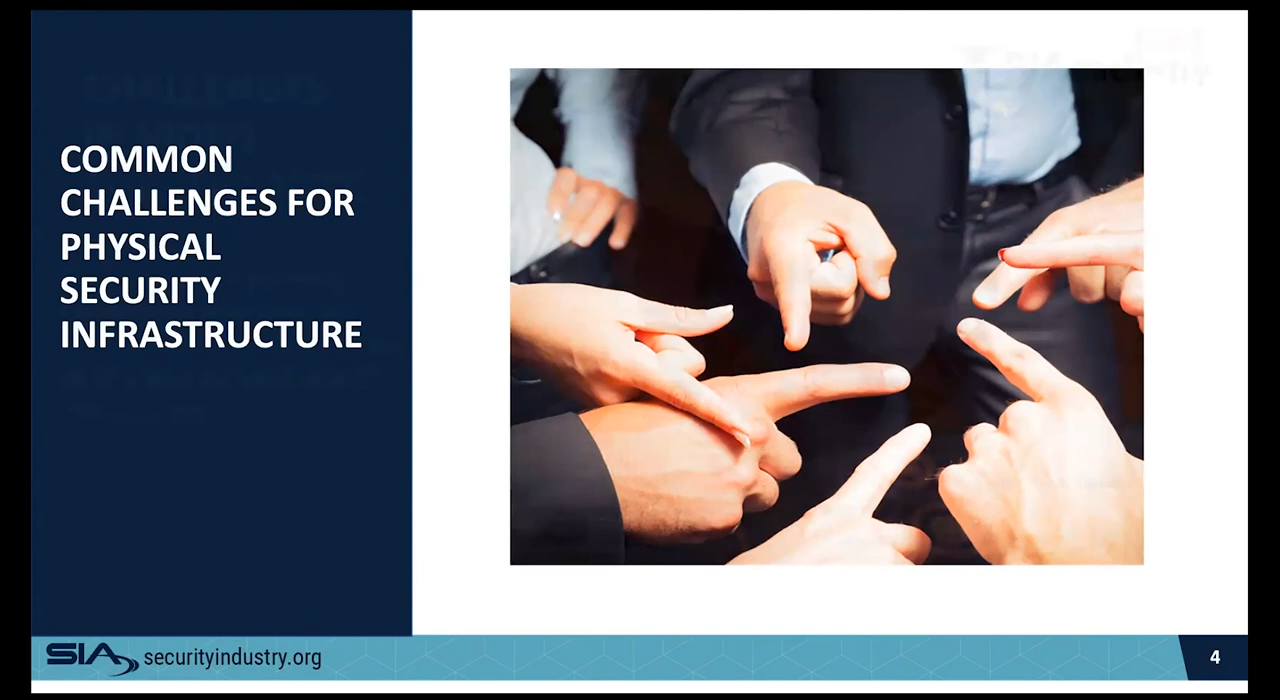 COMMON
CHALLENGES FOR
PHYSICAL
SECURITY
INFRASTRUCTURE
SIA securityindustry.org
4